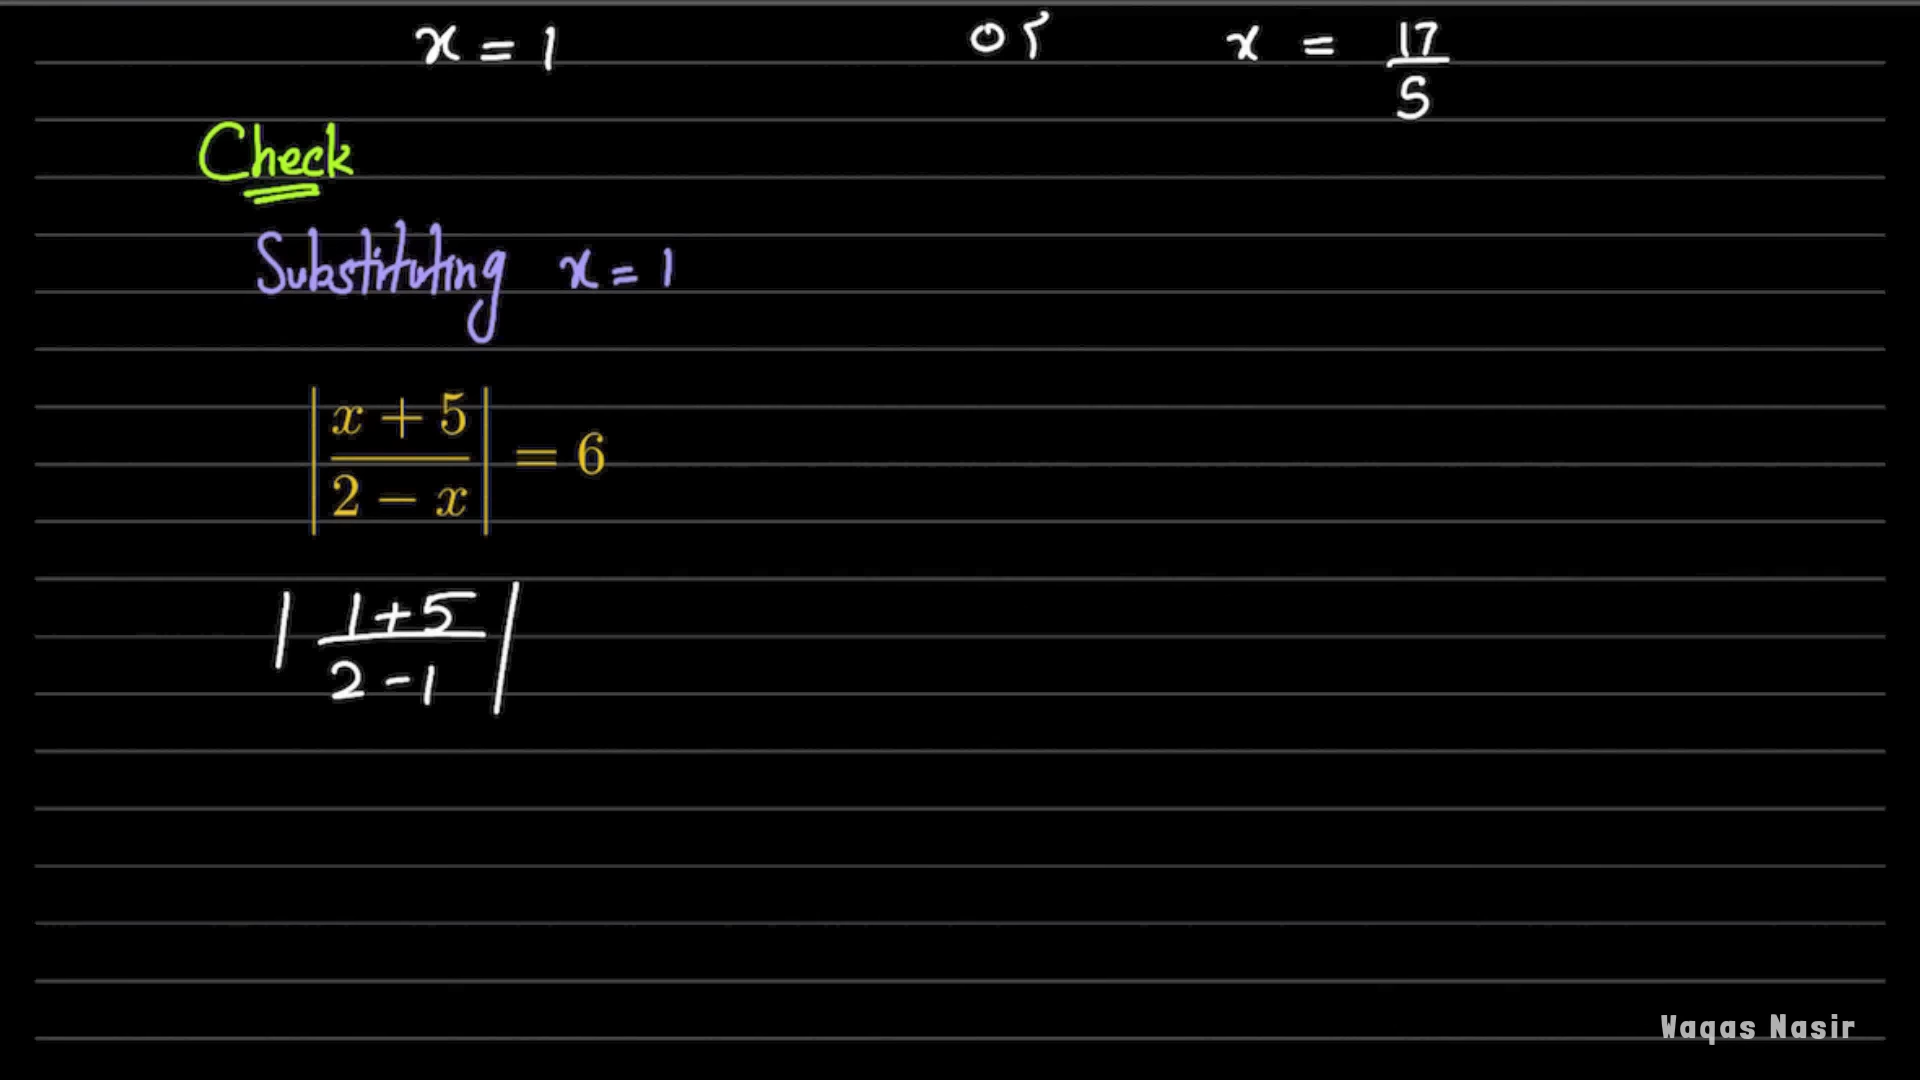 x = 1 or x = 17/5
Check
Substituting x = 1
|x + 5 / 2 − x| = 6
|1 + 5 / 2 - 1|
Waqas Nasir